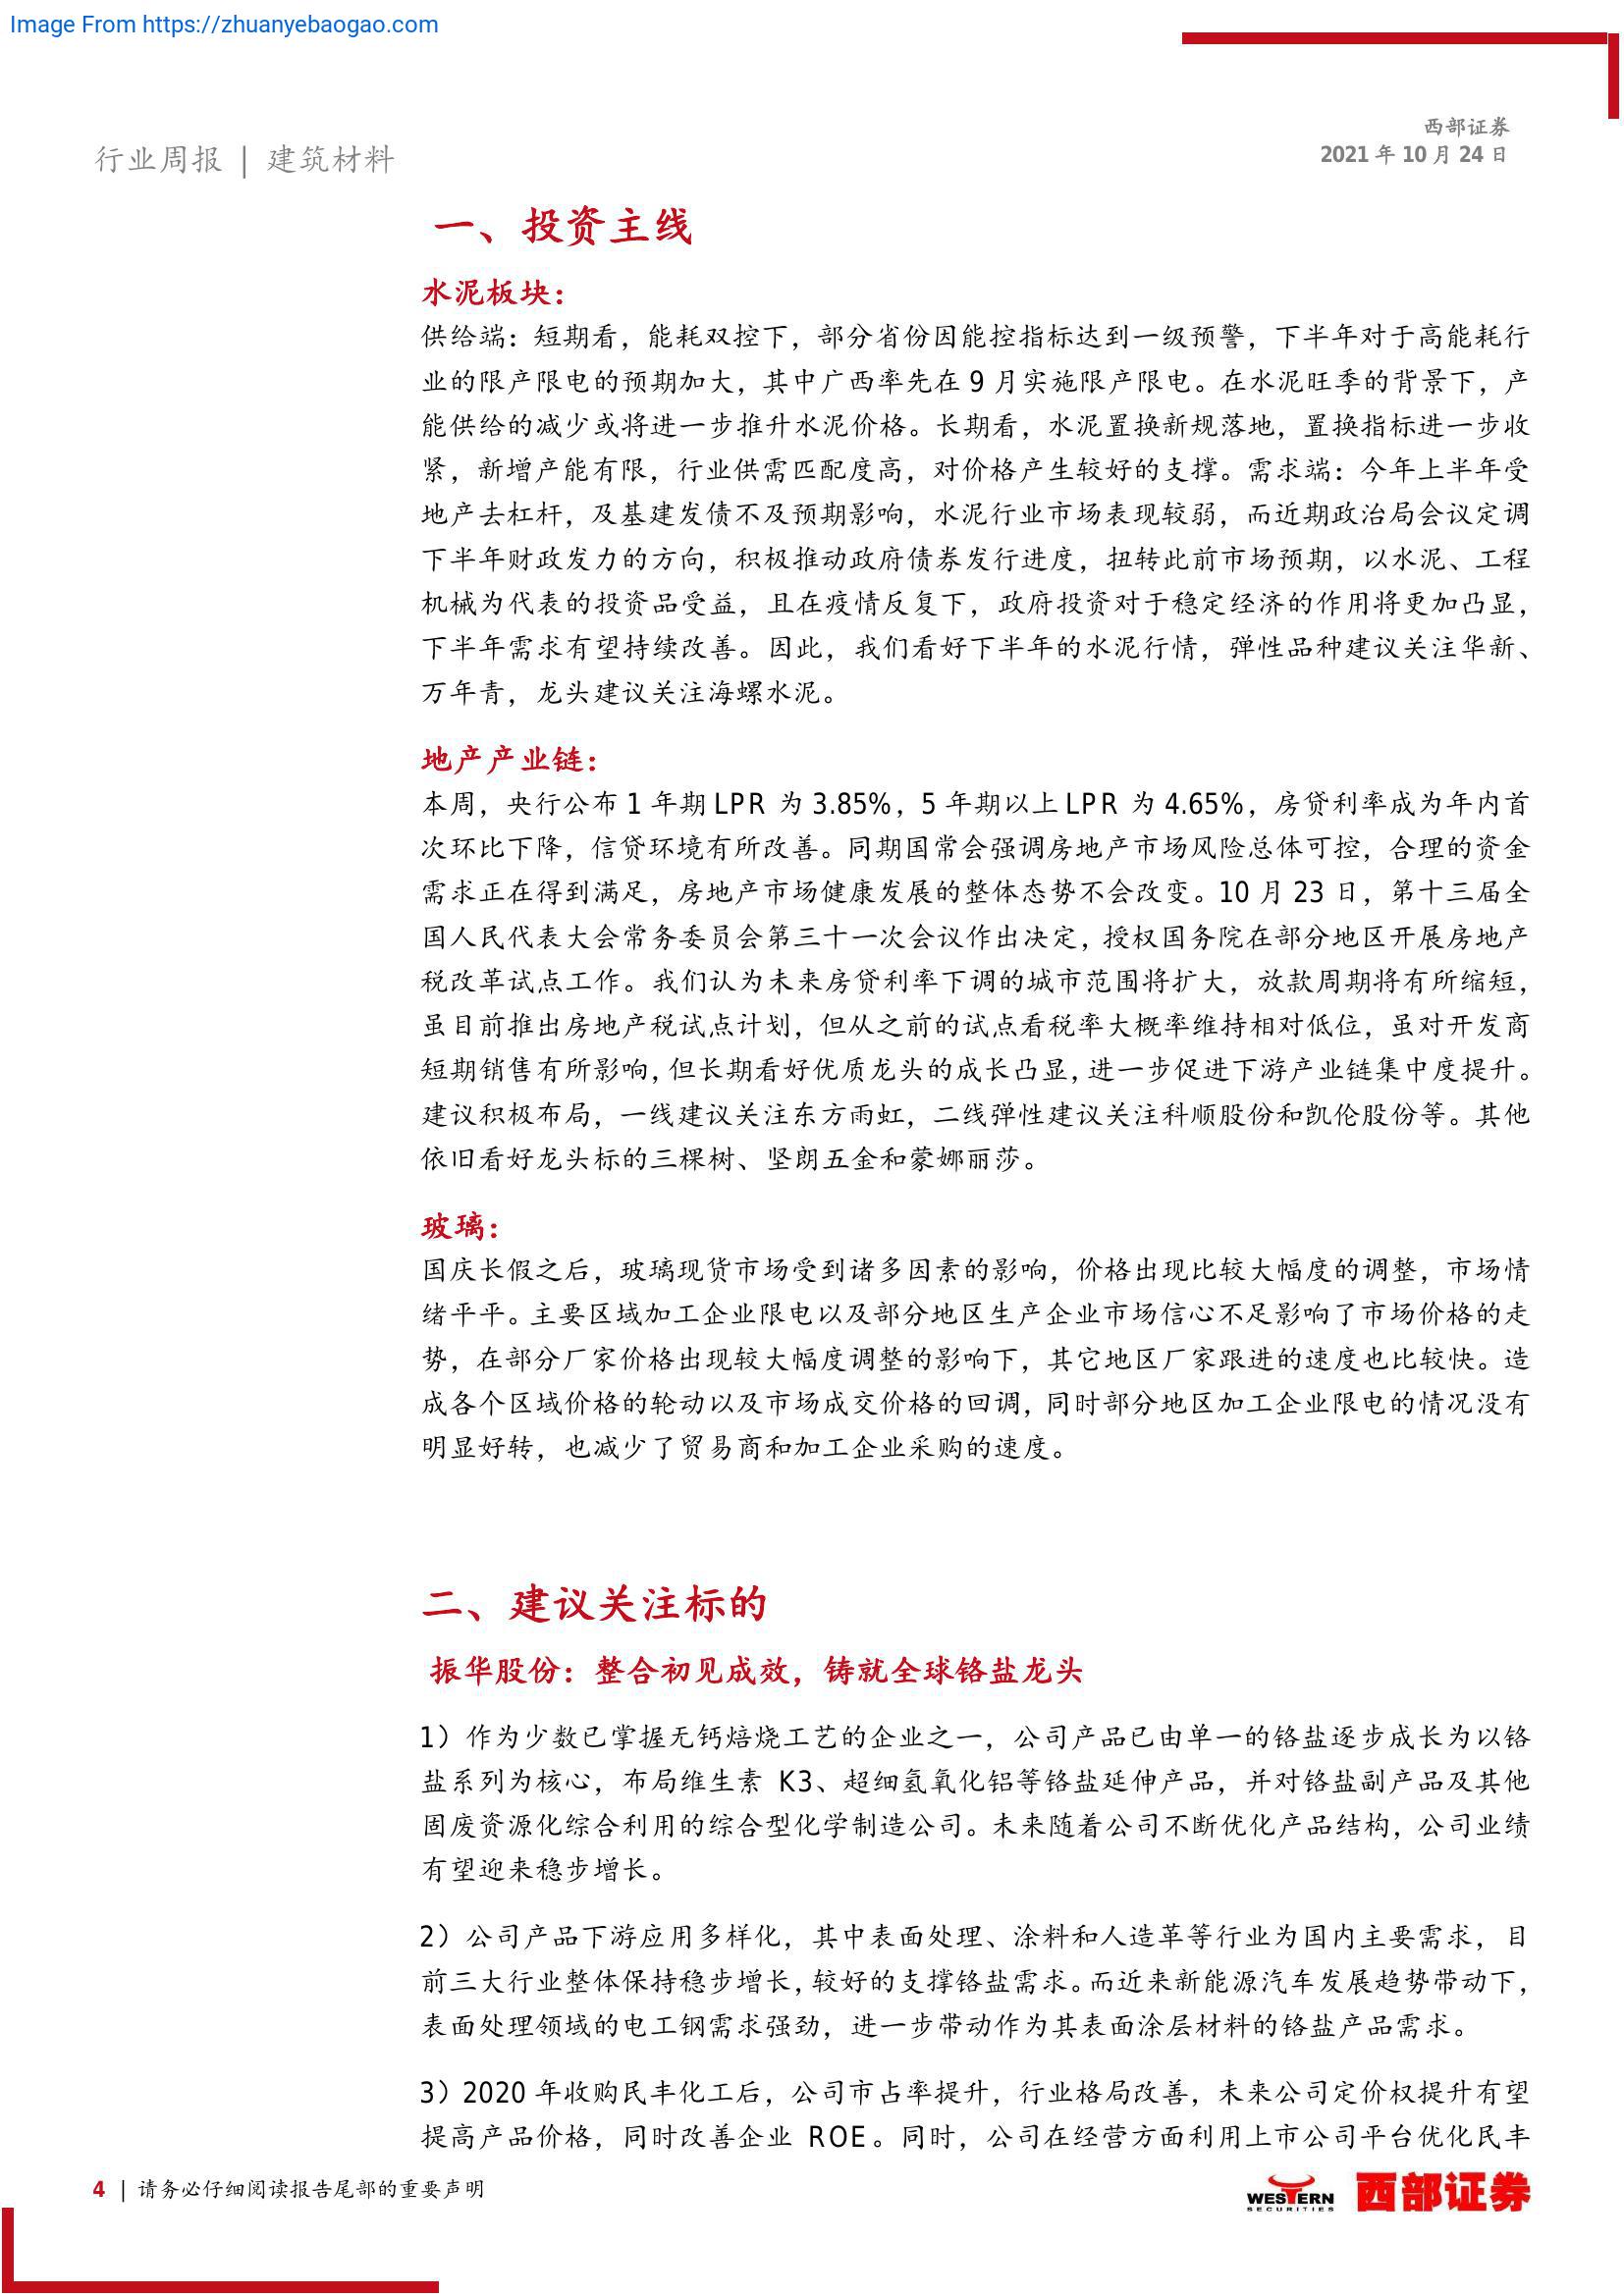 Image From https://zhuanyebaogao.com
西部证券
2021 年 10 月 24 日
行业周报 | 建筑材料
一、投资主线
水泥板块：
供给端：短期看，能耗双控下，部分省份因能控指标达到一级预警，下半年对于高能耗行
业的限产限电的预期加大，其中广西率先在 9 月实施限产限电。在水泥旺季的背景下，产
能供给的减少或将进一步推升水泥价格。长期看，水泥置换新规落地，置换指标进一步收
紧，新增产能有限，行业供需匹配度高，对价格产生较好的支撑。需求端：今年上半年受
地产去杠杆，及基建发债不及预期影响，水泥行业市场表现较弱，而近期政治局会议定调
下半年财政发力的方向，积极推动政府债券发行进度，扭转此前市场预期，以水泥、工程
机械为代表的投资品受益，且在疫情反复下，政府投资对于稳定经济的作用将更加凸显，
下半年需求有望持续改善。因此，我们看好下半年的水泥行情，弹性品种建议关注华新、
万年青，龙头建议关注海螺水泥。
地产产业链：
本周，央行公布 1 年期 LPR 为 3.85%，5 年期以上 LPR 为 4.65%，房贷利率成为年内首
次环比下降，信贷环境有所改善。同期国常会强调房地产市场风险总体可控，合理的资金
需求正在得到满足，房地产市场健康发展的整体态势不会改变。10 月 23 日，第十三届全
国人民代表大会常务委员会第三十一次会议作出决定，授权国务院在部分地区开展房地产
税改革试点工作。我们认为未来房贷利率下调的城市范围将扩大，放款周期将有所缩短，
虽目前推出房地产税试点计划，但从之前的试点看税率大概率维持相对低位，虽对开发商
短期销售有所影响，但长期看好优质龙头的成长凸显，进一步促进下游产业链集中度提升。
建议积极布局，一线建议关注东方雨虹，二线弹性建议关注科顺股份和凯伦股份等。其他
依旧看好龙头标的三棵树、坚朗五金和蒙娜丽莎。
玻璃：
国庆长假之后，玻璃现货市场受到诸多因素的影响，价格出现比较大幅度的调整，市场情
绪平平。主要区域加工企业限电以及部分地区生产企业市场信心不足影响了市场价格的走
势，在部分厂家价格出现较大幅度调整的影响下，其它地区厂家跟进的速度也比较快。造
成各个区域价格的轮动以及市场成交价格的回调，同时部分地区加工企业限电的情况没有
明显好转，也减少了贸易商和加工企业采购的速度。
二、建议关注标的
振华股份：整合初见成效，铸就全球铬盐龙头
1）作为少数已掌握无钙焙烧工艺的企业之一，公司产品已由单一的铬盐逐步成长为以铬
盐系列为核心，布局维生素 K3、超细氢氧化铝等铬盐延伸产品，并对铬盐副产品及其他
固废资源化综合利用的综合型化学制造公司。未来随着公司不断优化产品结构，公司业绩
有望迎来稳步增长。
2）公司产品下游应用多样化，其中表面处理、涂料和人造革等行业为国内主要需求，目
前三大行业整体保持稳步增长，较好的支撑铬盐需求。而近来新能源汽车发展趋势带动下，
表面处理领域的电工钢需求强劲，进一步带动作为其表面涂层材料的铬盐产品需求。
3）2020 年收购民丰化工后，公司市占率提升，行业格局改善，未来公司定价权提升有望
提高产品价格，同时改善企业 ROE。同时，公司在经营方面利用上市公司平台优化民丰
4 | 请务必仔细阅读报告尾部的重要声明
WESTERN
SECURITIES
西部证券